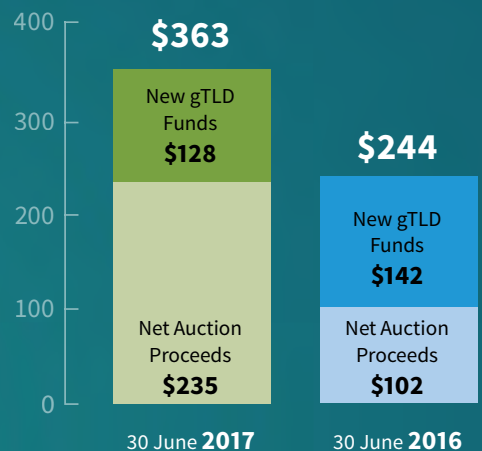 400
300
200
100
0
$363
New gTLD
Funds
$128
Net Auction
Proceeds
$235
30 June 2017
$244
New gTLD
Funds
$142
Net Auction
Proceeds
$102
30 June 2016